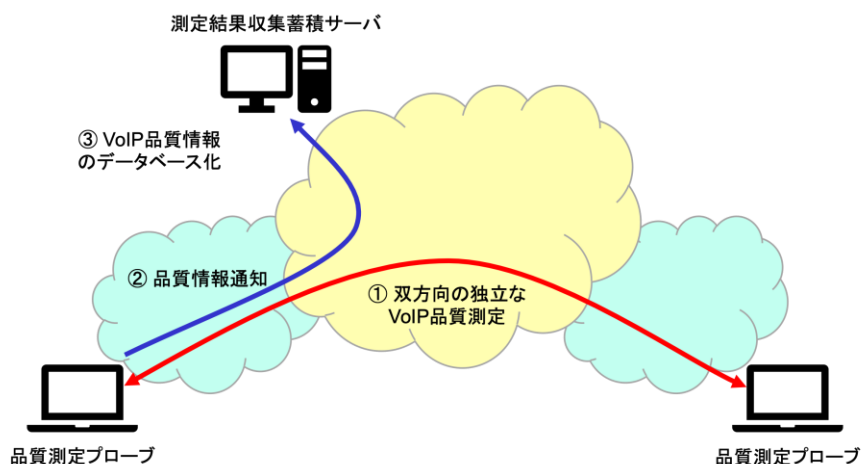 測定結果収集蓄積サーバ
③ VoIP品質情報
のデータベース化
② 品質情報通知
① 双方向の独立な
VoIP品質測定
品質測定プローブ
品質測定プローブ